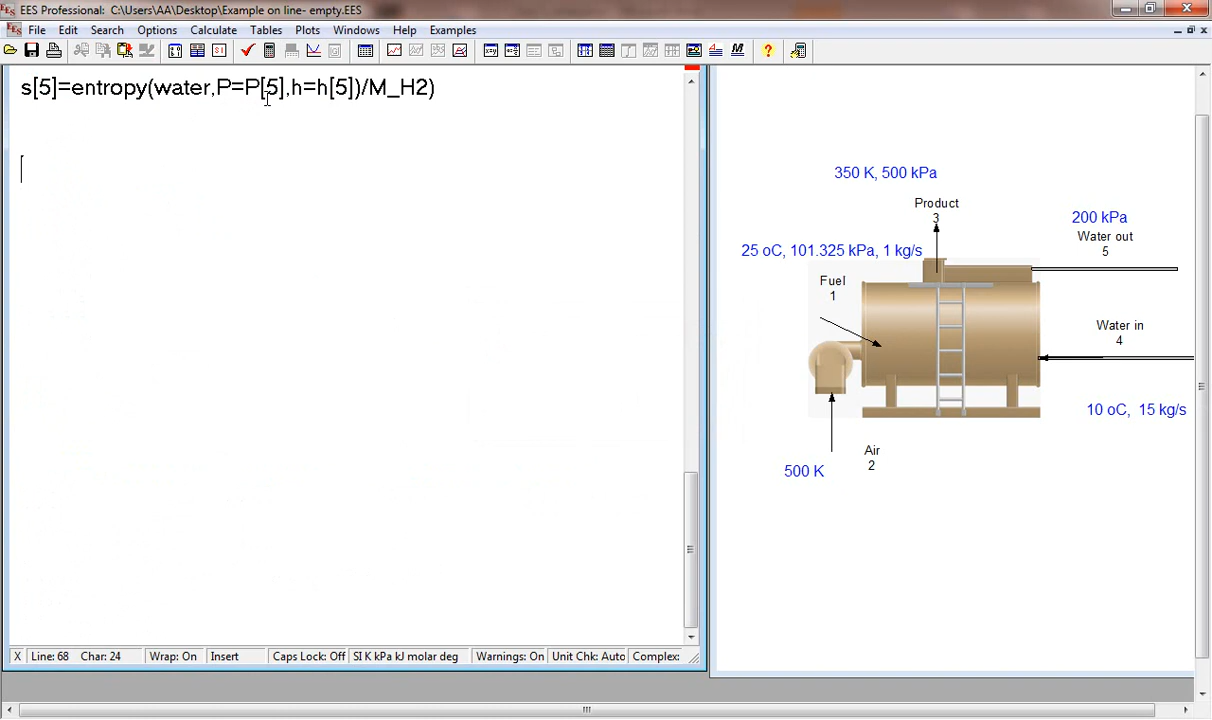 EES Professional: C:\Users\AA\Desktop\Example on line- empty.EES
File Edit Search Options Calculate Tables Plots Windows Help Examples
s[5]=entropy(water,P=P[5],h=h[5])/M_H2)
350 K, 500 kPa
Product
3
200 kPa
Water out
5
25 oC, 101.325 kPa, 1 kg/s
Fuel
1
Water in
4
10 oC, 15 kg/s
Air
2
500 K
X Line: 68 Char: 24 Wrap: On Insert Caps Lock: Off SI K kPa kJ molar deg Warnings: On Unit Chk: Auto Complex: